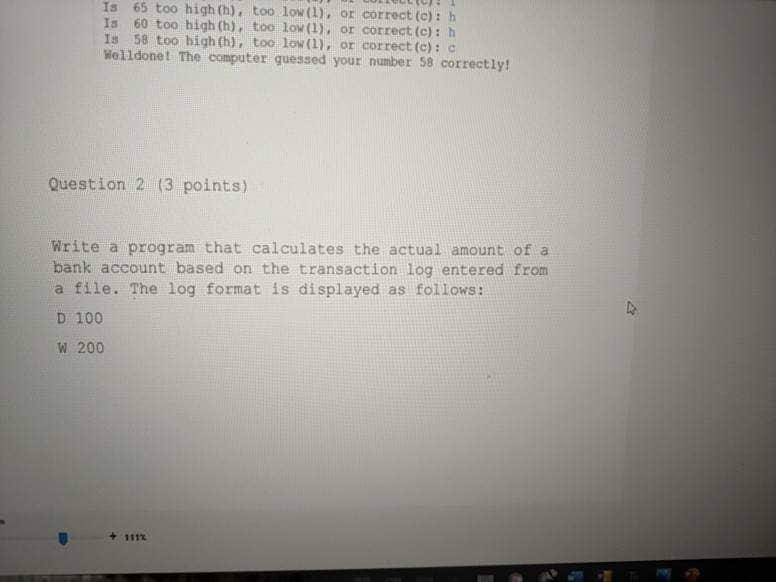 Is 65 too high(h), too low(l), or correct(c): h
Is 60 too high(h), too low(l), or correct(c): h
Is 58 too high(h), too low(l), or correct(c): c
Welldone! The computer guessed your number 58 correctly!
Question 2 (3 points)
Write a program that calculates the actual amount of a
bank account based on the transaction log entered from
a file. The log format is displayed as follows:
D 100
W 200
+ 111%